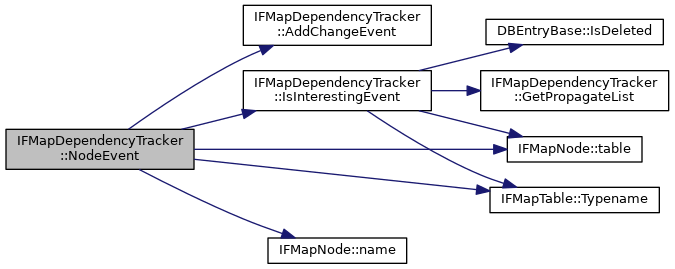 IFMapDependencyTracker
::AddChangeEvent
DBEntryBase::IsDeleted
IFMapDependencyTracker
::IsInterestingEvent
IFMapDependencyTracker
::GetPropagateList
IFMapDependencyTracker
::NodeEvent
IFMapNode::table
IFMapTable::Typename
IFMapNode::name